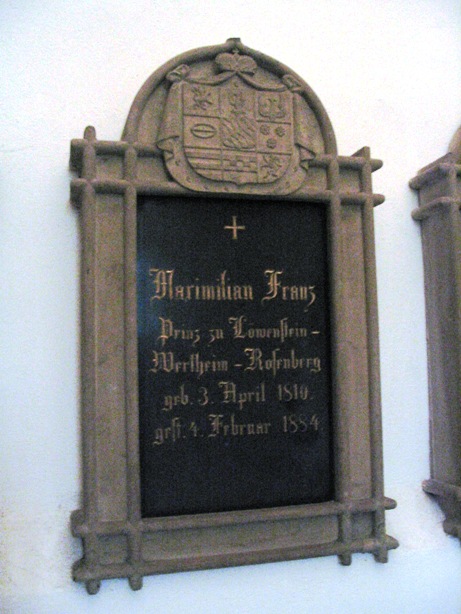 Maximilian Franz
Prinz zu Löwenstein-
Wertheim-Rosenberg
geb. 3. April 1810.
gest. 4. Februar 1884.